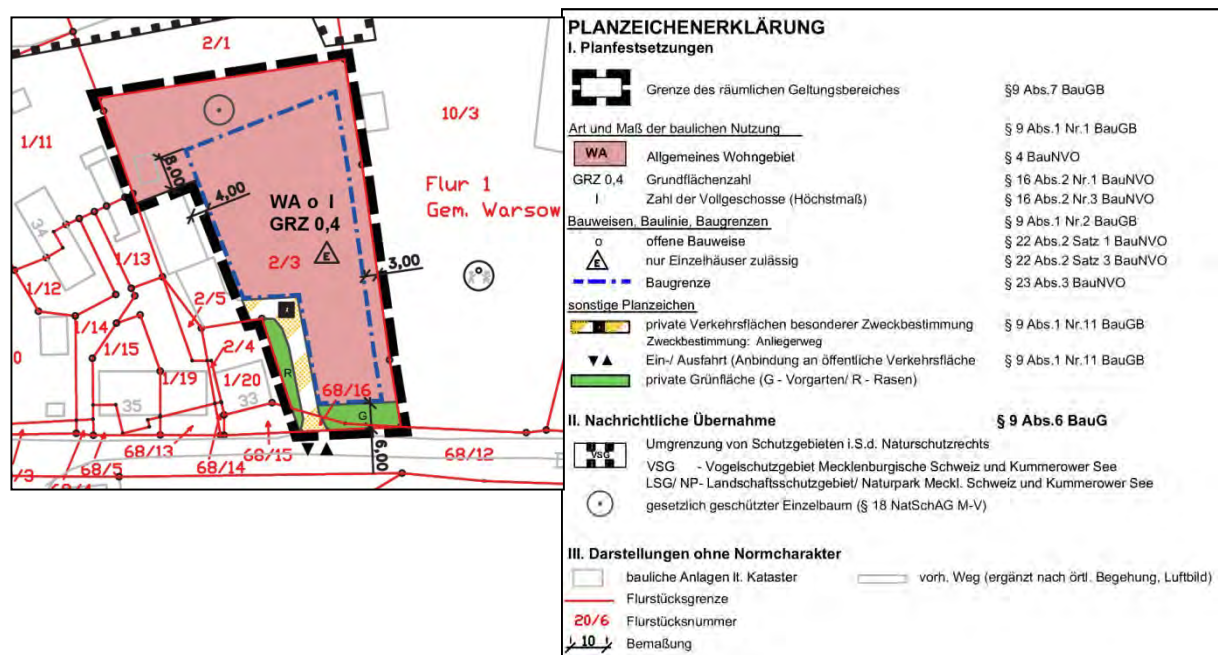 2/1
1/11
10/3
8,00
4,00
Flur 1
Gem. Warsow
WA o I
GRZ 0,4
E
2/3
3,00
34
1/13
1/12
2/5
1/14
1/15
2/4
1/19
1/20
R
68/16
35
33
G
6,00
68/13
68/15
68/12
/3
68/5
68/14
PLANZEICHENERKLÄRUNG
I. Planfestsetzungen
Grenze des räumlichen Geltungsbereiches §9 Abs.7 BauGB
Art und Maß der baulichen Nutzung § 9 Abs.1 Nr.1 BauGB
WA Allgemeines Wohngebiet § 4 BauNVO
GRZ 0,4 Grundflächenzahl § 16 Abs.2 Nr.1 BauNVO
I Zahl der Vollgeschosse (Höchstmaß) § 16 Abs.2 Nr.3 BauNVO
Bauweisen, Baulinie, Baugrenzen § 9 Abs.1 Nr.2 BauGB
o offene Bauweise § 22 Abs.2 Satz 1 BauNVO
E nur Einzelhäuser zulässig § 22 Abs.2 Satz 3 BauNVO
Baugrenze § 23 Abs.3 BauNVO
sonstige Planzeichen
private Verkehrsflächen besonderer Zweckbestimmung § 9 Abs.1 Nr.11 BauGB
Zweckbestimmung: Anliegerweg
Ein-/ Ausfahrt (Anbindung an öffentliche Verkehrsfläche § 9 Abs.1 Nr.11 BauGB
private Grünfläche (G - Vorgarten/ R - Rasen)
II. Nachrichtliche Übernahme § 9 Abs.6 BauG
Umgrenzung von Schutzgebieten i.S.d. Naturschutzrechts
VSG
VSG - Vogelschutzgebiet Mecklenburgische Schweiz und Kummerower See
LSG/ NP- Landschaftsschutzgebiet/ Naturpark Meckl. Schweiz und Kummerower See
gesetzlich geschützter Einzelbaum (§ 18 NatSchAG M-V)
III. Darstellungen ohne Normcharakter
bauliche Anlagen lt. Kataster vorh. Weg (ergänzt nach örtl. Begehung, Luftbild)
Flurstücksgrenze
20/6 Flurstücksnummer
10 Bemaßung